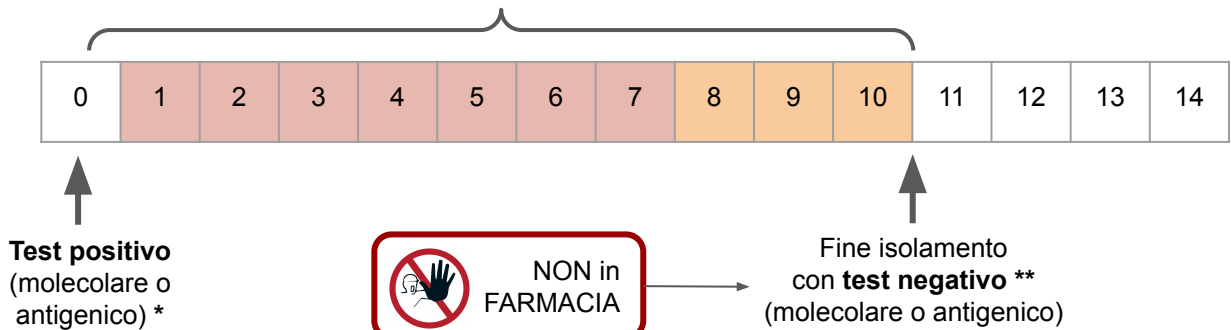 0 1 2 3 4 5 6 7 8 9 10 11 12 13 14
Test positivo
(molecolare o
antigenico) *
NON in
FARMACIA
Fine isolamento
con test negativo **
(molecolare o antigenico)